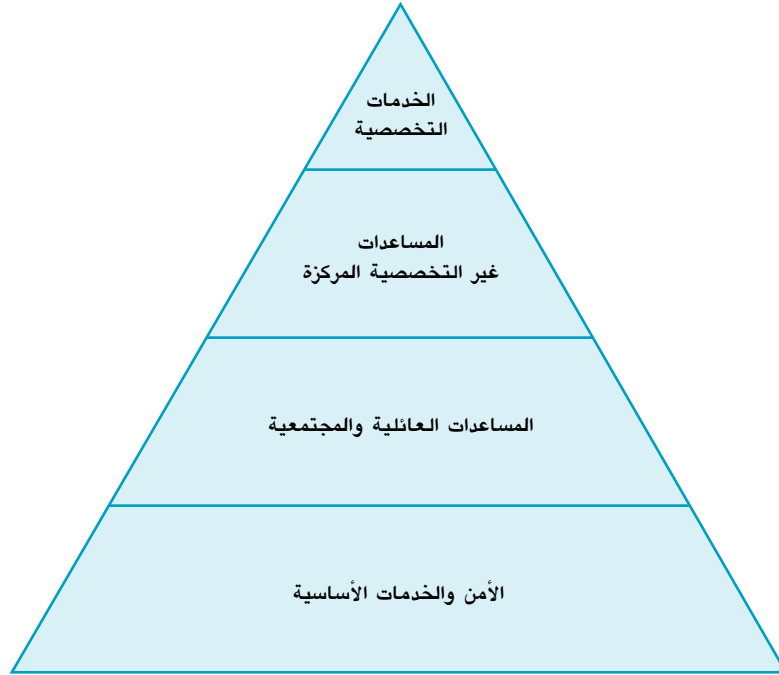 الخدمات
التخصصية
المساعدات
غير التخصصية المركزة
المساعدات العائلية والمجتمعية
الأمن والخدمات الأساسية